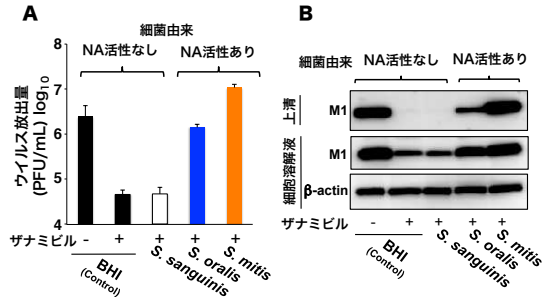 A
細菌由来
NA活性なし NA活性あり
ウイルス放出量
(PFU/mL) log10
7
6
5
4
ザナミビル - + + + +
BHI
(Control)
S. sanguinis
S. oralis
S. mitis
B
細菌由来 NA活性なし NA活性あり
上清 M1
細胞溶解液 M1
β-actin
ザナミビル - + + + +
BHI
(Control)
S. sanguinis
S. oralis
S. mitis
8